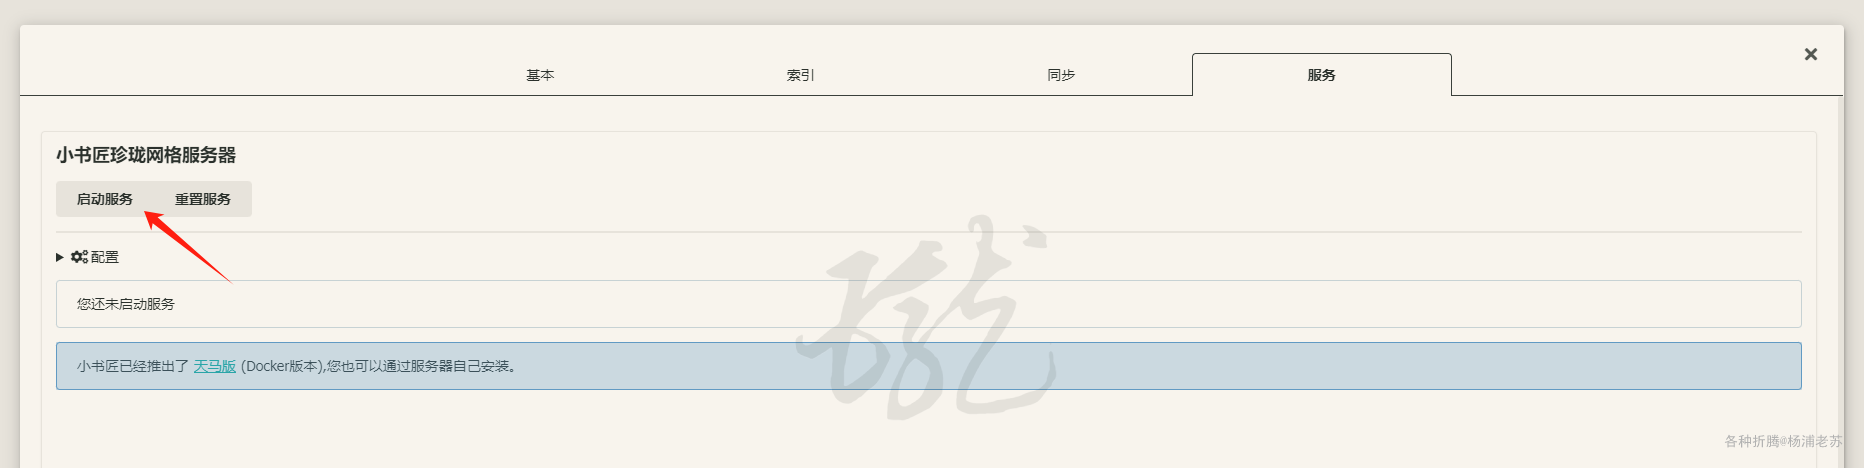 基本 索引 同步 服务
小书匠珍珑网格服务器
启动服务 重置服务
配置
您还未启动服务
小书匠已经推出了 天马版 (Docker版本),您也可以通过服务器自己安装。
珑
各种折腾@杨浦老苏